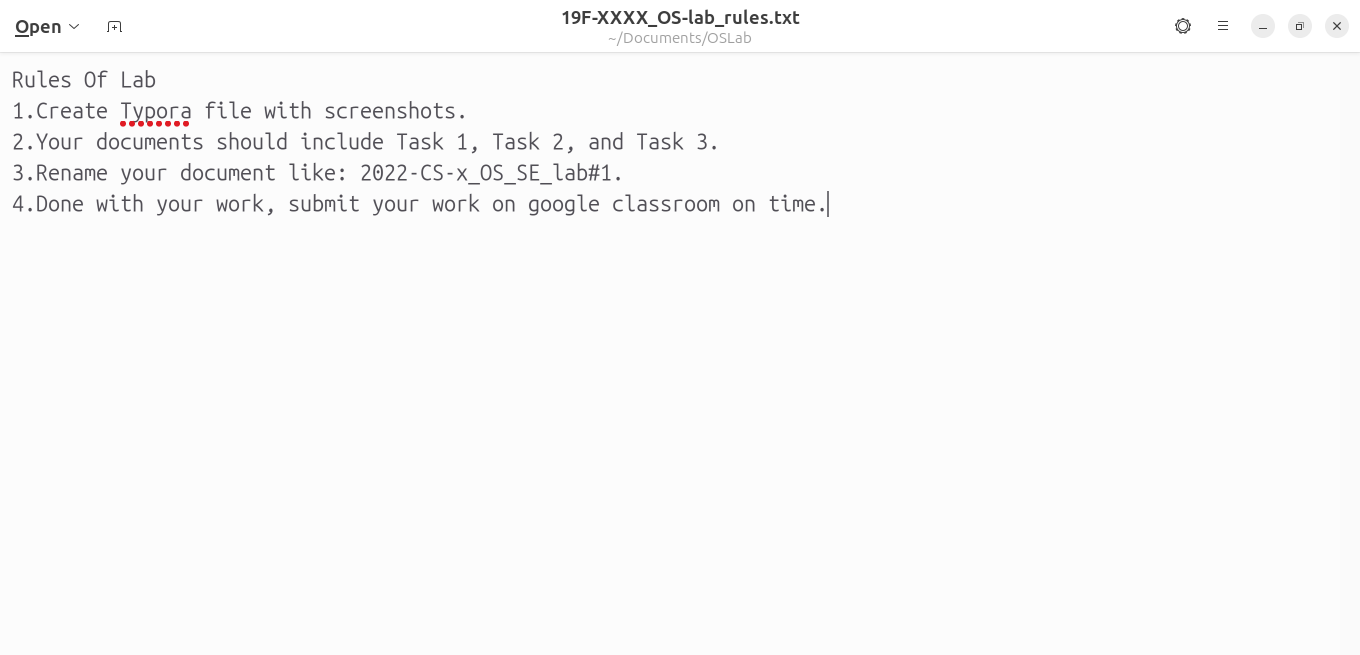 Open
19F-XXXX_OS-lab_rules.txt
~/Documents/OSLab
Rules Of Lab
1.Create Typora file with screenshots.
2.Your documents should include Task 1, Task 2, and Task 3.
3.Rename your document like: 2022-CS-x_OS_SE_lab#1.
4.Done with your work, submit your work on google classroom on time.